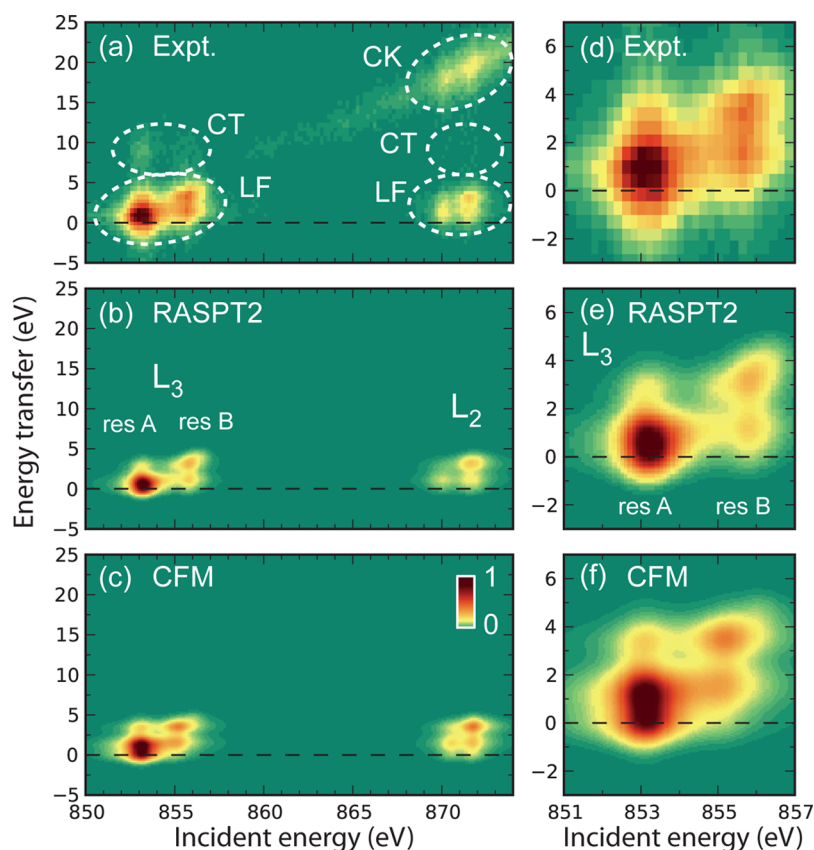 (a) Expt.
CK
CT
CT
LF
LF
25
20
15
10
5
0
-5
(d) Expt.
6
4
2
0
-2
(b) RASPT2
L3
res A
res B
L2
25
20
15
10
5
0
-5
(e) RASPT2
L3
res A
res B
6
4
2
0
-2
(c) CFM
1
0
25
20
15
10
5
0
-5
850 855 860 865 870
(f) CFM
6
4
2
0
-2
851 853 855 857
Energy transfer (eV)
Incident energy (eV)
Incident energy (eV)